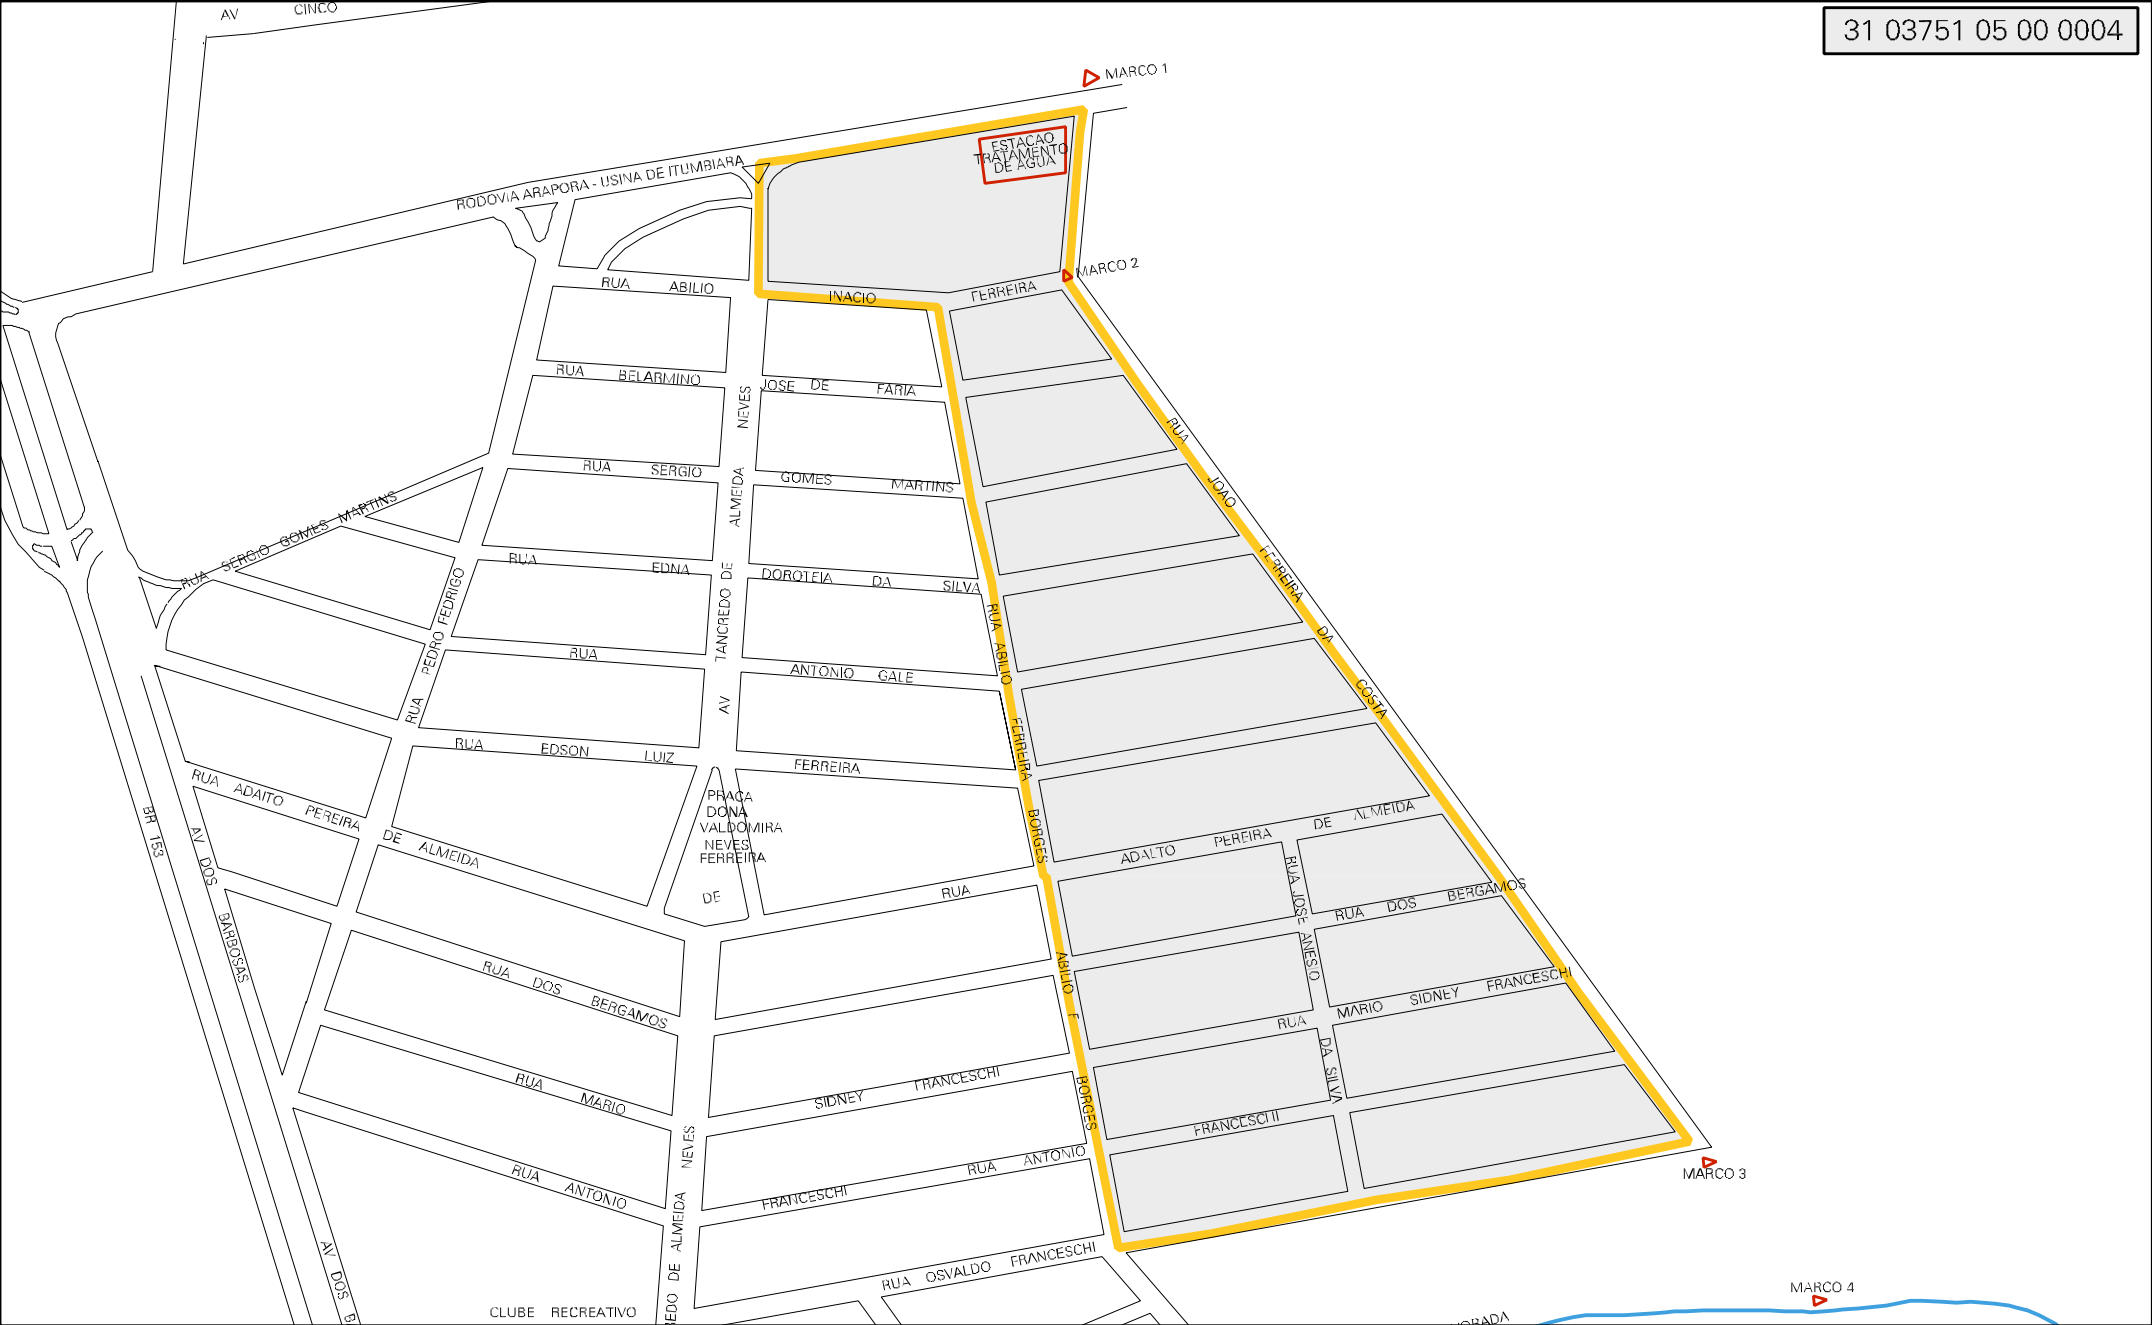 AV CINCO
31 03751 05 00 0004
MARCO 1
ESTACAO
TRATAMENTO
DE AGUA
RODOVIA ARAPORA - USINA DE ITUMBIARA
MARCO 2
RUA ABILIO INACIO FERREIRA
RUA BELARMINO JOSE DE FARIA
RUA SERGIO GOMES MARTINS
RUA SERGIO GOMES MARTINS
RUA EDNA DOROTEIA DA SILVA
RUA ANTONIO GALE
RUA EDSON LUIZ FERREIRA
RUA PEDRO FEDRIGO
AV TANCREDO DE ALMEIDA NEVES
RUA ABILIO FERREIRA BORGES
RUA JOAO FERREIRA DA COSTA
PRACA
DONA
VALDOMIRA
NEVES
FERREIRA
DE
RUA ADAITO PEREIRA DE ALMEIDA
RUA ADALTO PEREIRA DE ALMEIDA
BR 153
AV DOS BARBOSAS
RUA JOSE ANESIO DA SILVA
RUA DOS BERGAMOS
RUA DOS BERGAMOS
ABILIO F BORGES
RUA MARIO SIDNEY FRANCESCHI
RUA MARIO SIDNEY FRANCESCHI
RUA ANTONIO FRANCESCHI
RUA ANTONIO FRANCESCHI
NEVES
EDO DE ALMEIDA
MARCO 3
RUA OSVALDO FRANCESCHI
AV DOS B
CLUBE RECREATIVO
MARCO 4
ORADA